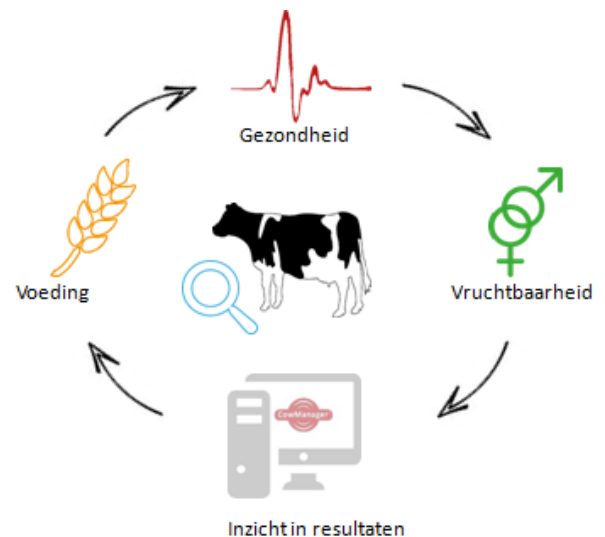 Gezondheid
Voeding
Vruchtbaarheid
CowManager
Inzicht in resultaten